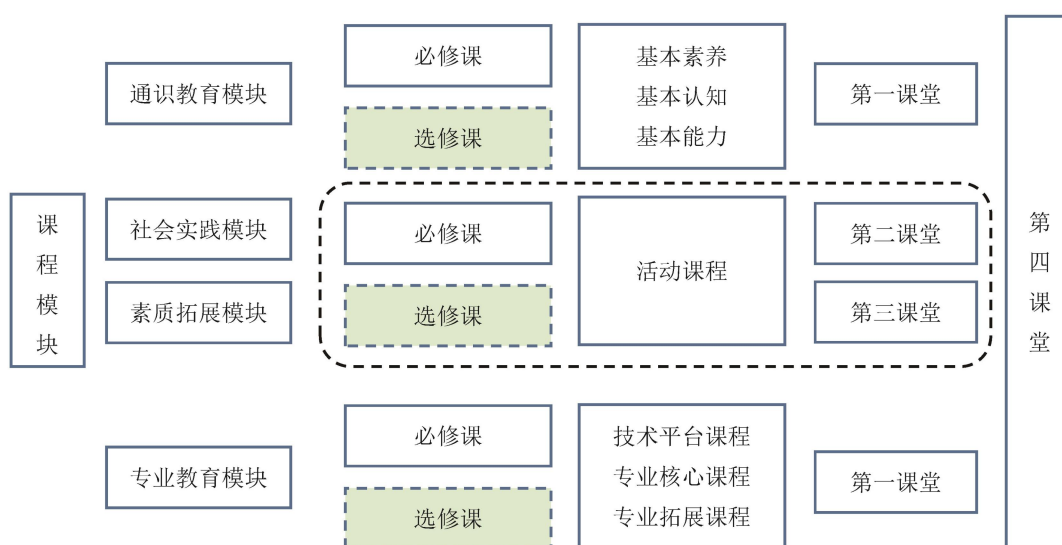 通识教育模块
必修课
选修课
基本素养
基本认知
基本能力
第一课堂
课程模块
社会实践模块
素质拓展模块
必修课
选修课
活动课程
第二课堂
第三课堂
第四课堂
专业教育模块
必修课
选修课
技术平台课程
专业核心课程
专业拓展课程
第一课堂